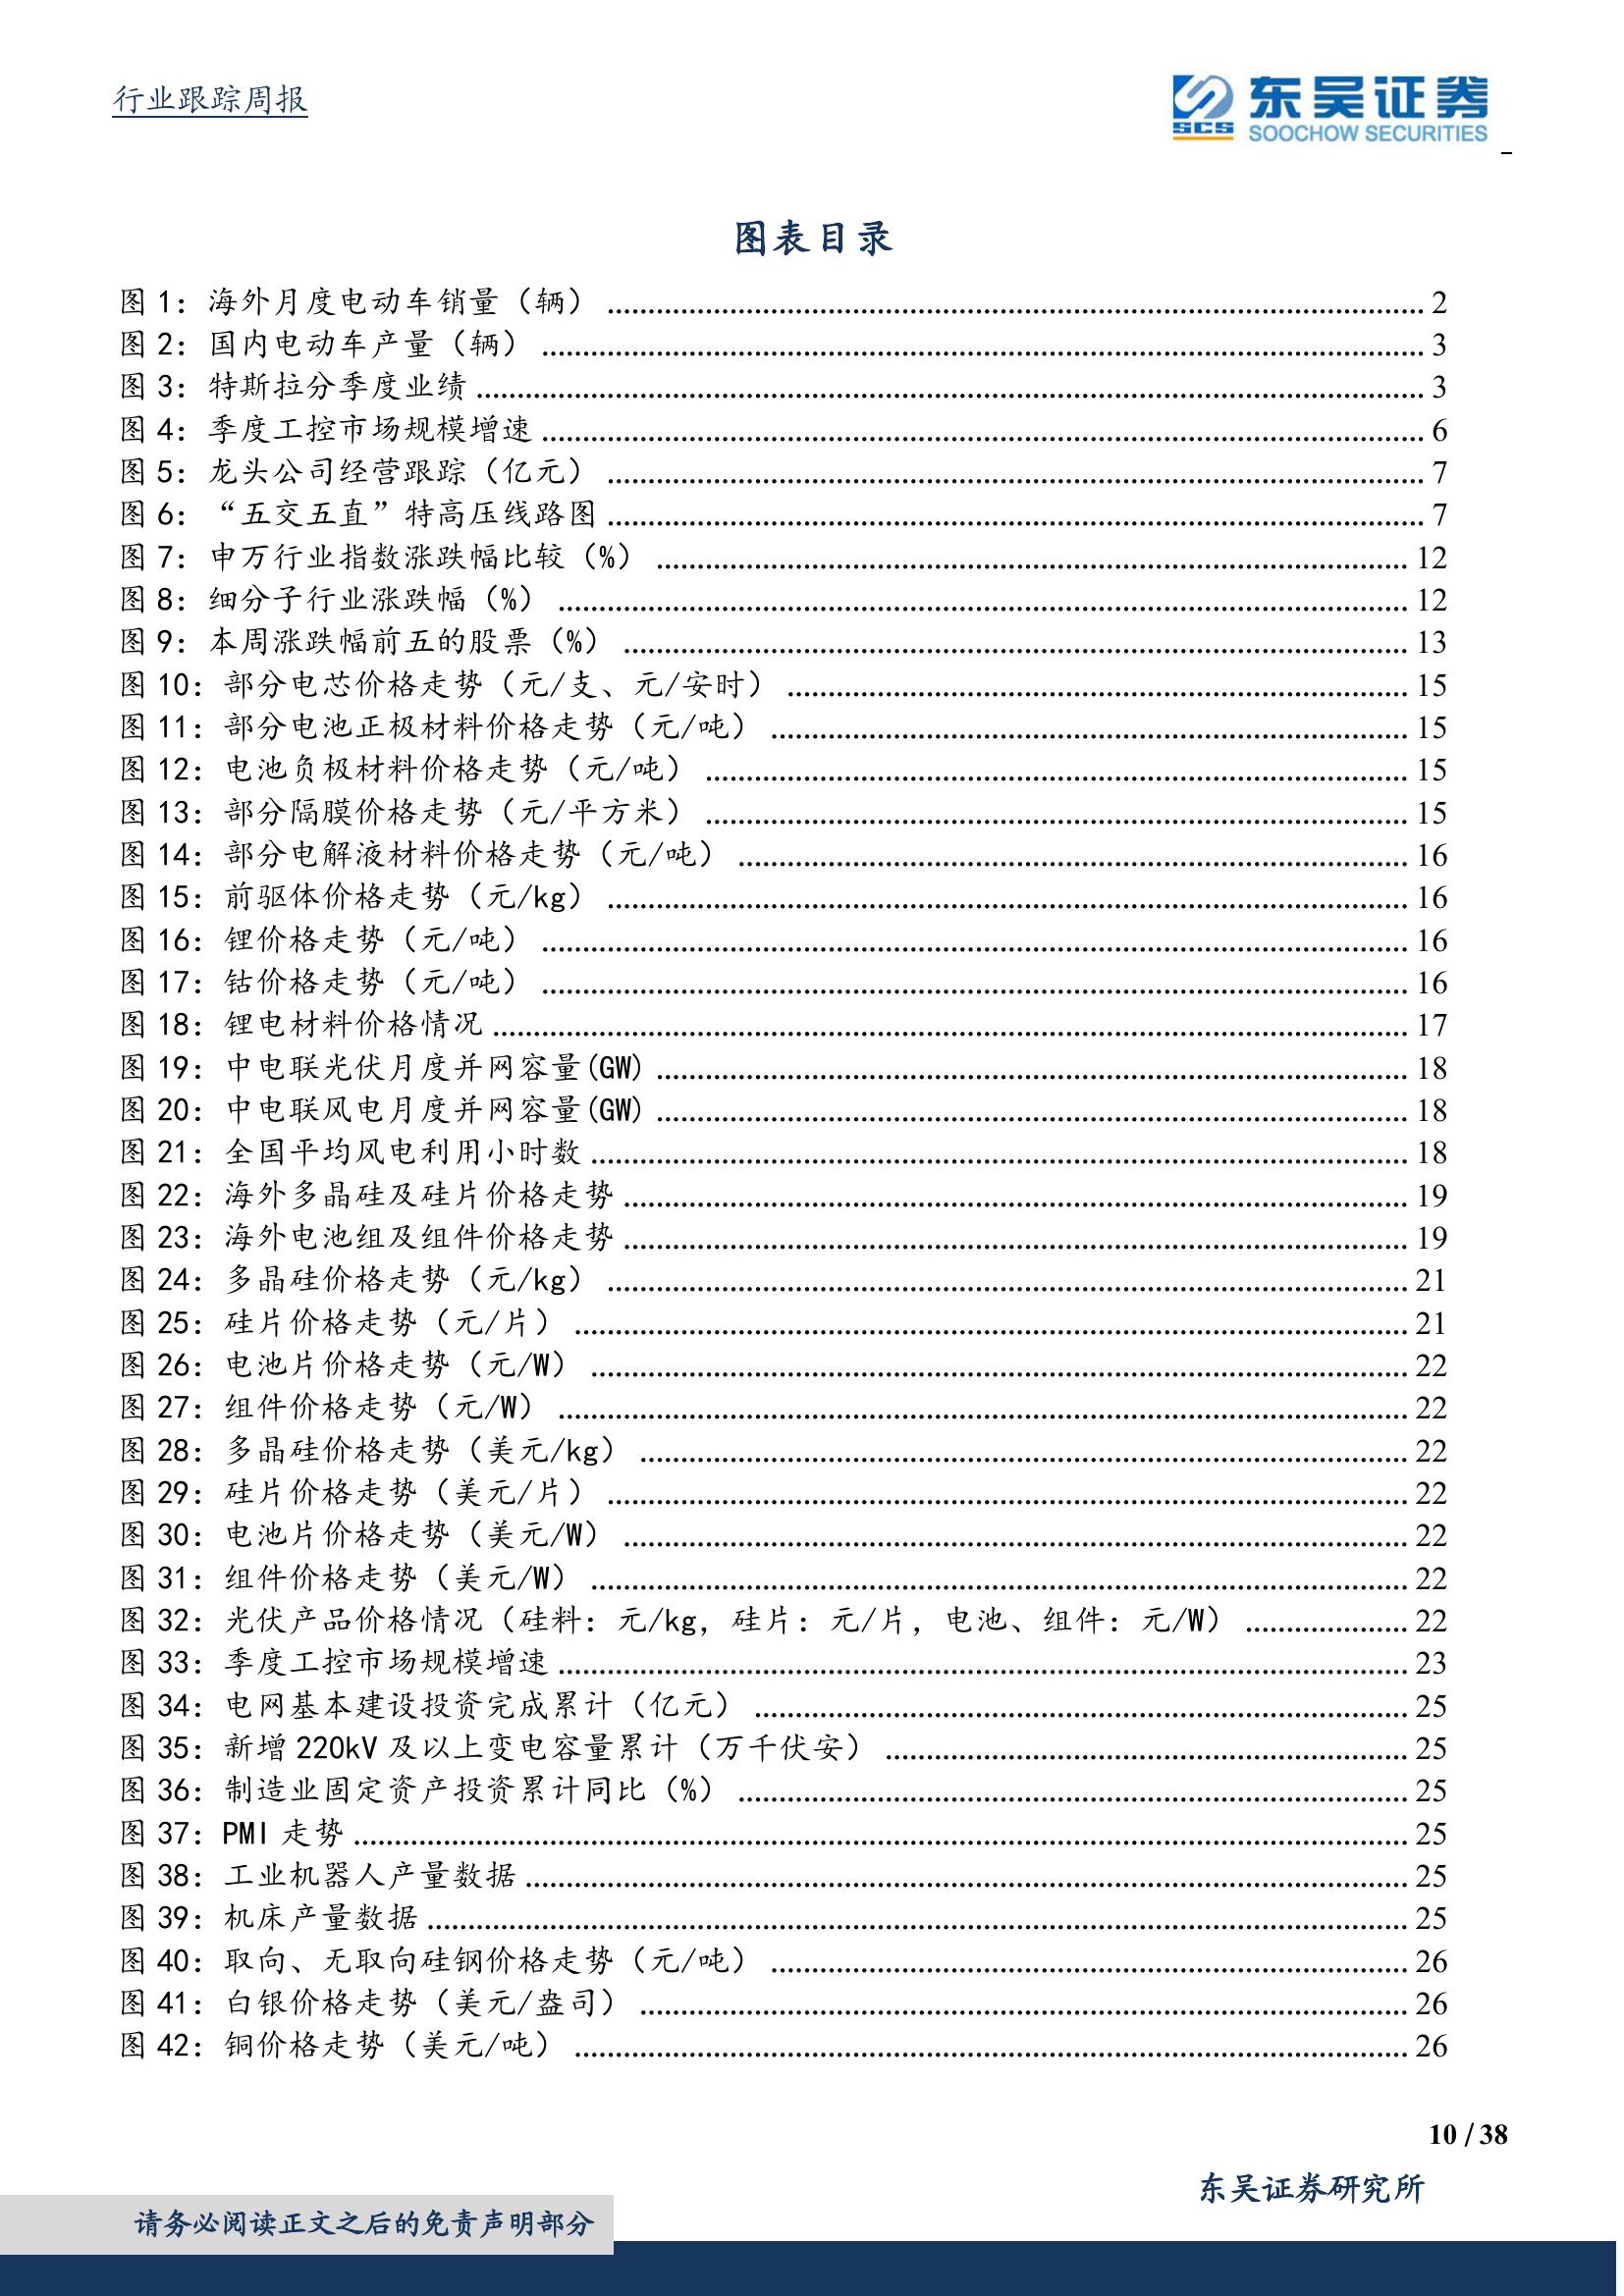 行业跟踪周报
SCS
东吴证券
SOOCHOW SECURITIES
图表目录
图 1：海外月度电动车销量（辆） ........ 2
图 2：国内电动车产量（辆） ........ 3
图 3：特斯拉分季度业绩 ........ 3
图 4：季度工控市场规模增速 ........ 6
图 5：龙头公司经营跟踪（亿元） ........ 7
图 6：“五交五直”特高压线路图 ........ 7
图 7：申万行业指数涨跌幅比较（%） ........ 12
图 8：细分子行业涨跌幅（%） ........ 12
图 9：本周涨跌幅前五的股票（%） ........ 13
图 10：部分电芯价格走势（元/支、元/安时） ........ 15
图 11：部分电池正极材料价格走势（元/吨） ........ 15
图 12：电池负极材料价格走势（元/吨） ........ 15
图 13：部分隔膜价格走势（元/平方米） ........ 15
图 14：部分电解液材料价格走势（元/吨） ........ 16
图 15：前驱体价格走势（元/kg） ........ 16
图 16：锂价格走势（元/吨） ........ 16
图 17：钴价格走势（元/吨） ........ 16
图 18：锂电材料价格情况 ........ 17
图 19：中电联光伏月度并网容量(GW) ........ 18
图 20：中电联风电月度并网容量(GW) ........ 18
图 21：全国平均风电利用小时数 ........ 18
图 22：海外多晶硅及硅片价格走势 ........ 19
图 23：海外电池组及组件价格走势 ........ 19
图 24：多晶硅价格走势（元/kg） ........ 21
图 25：硅片价格走势（元/片） ........ 21
图 26：电池片价格走势（元/W） ........ 22
图 27：组件价格走势（元/W） ........ 22
图 28：多晶硅价格走势（美元/kg） ........ 22
图 29：硅片价格走势（美元/片） ........ 22
图 30：电池片价格走势（美元/W） ........ 22
图 31：组件价格走势（美元/W） ........ 22
图 32：光伏产品价格情况（硅料：元/kg，硅片：元/片，电池、组件：元/W） ........ 22
图 33：季度工控市场规模增速 ........ 23
图 34：电网基本建设投资完成累计（亿元） ........ 25
图 35：新增 220kV 及以上变电容量累计（万千伏安） ........ 25
图 36：制造业固定资产投资累计同比（%） ........ 25
图 37：PMI 走势 ........ 25
图 38：工业机器人产量数据 ........ 25
图 39：机床产量数据 ........ 25
图 40：取向、无取向硅钢价格走势（元/吨） ........ 26
图 41：白银价格走势（美元/盎司） ........ 26
图 42：铜价格走势（美元/吨） ........ 26
10 / 38
东吴证券研究所
请务必阅读正文之后的免责声明部分